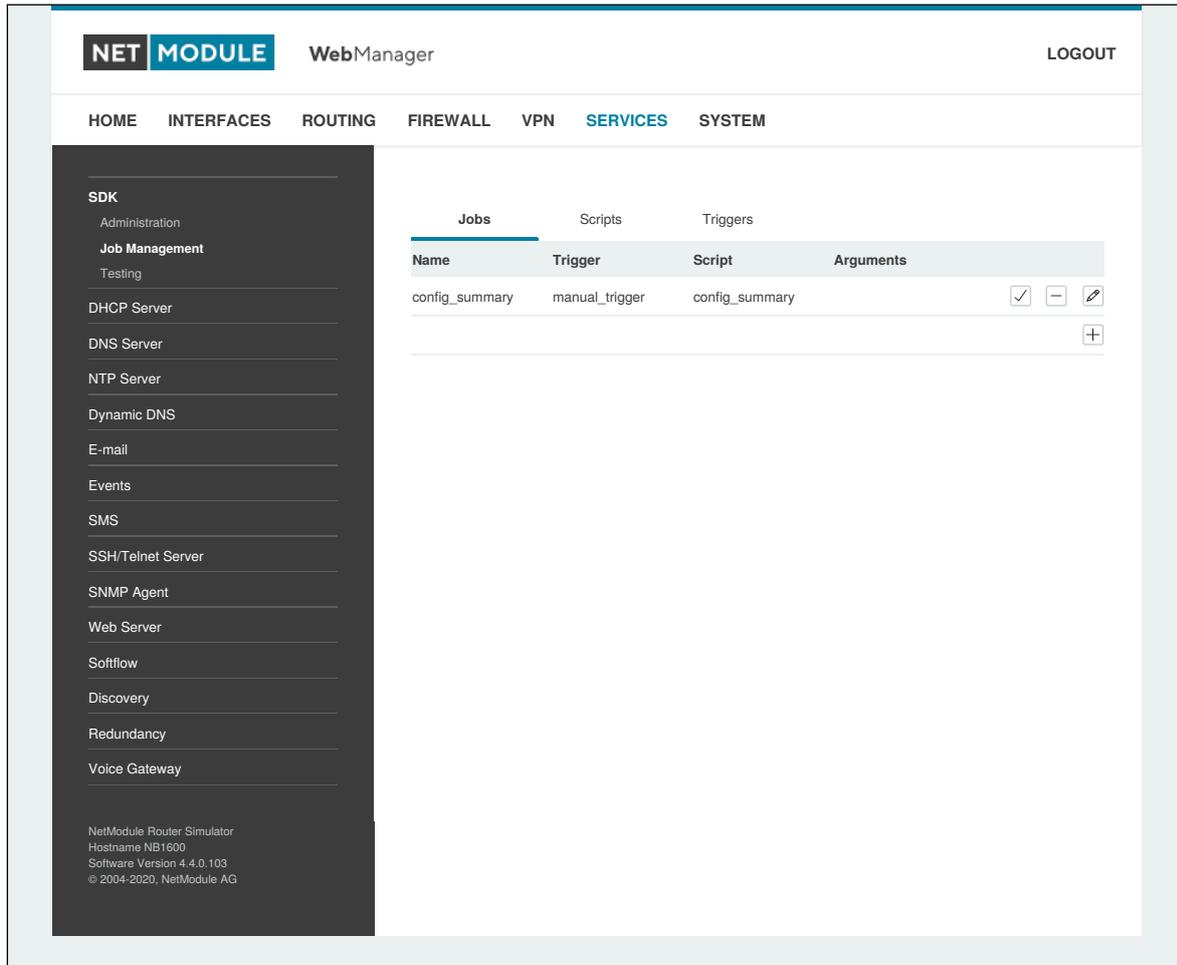 NET MODULE WebManager LOGOUT
HOME INTERFACES ROUTING FIREWALL VPN SERVICES SYSTEM
SDK
Administration
Job Management
Testing
DHCP Server
DNS Server
NTP Server
Dynamic DNS
E-mail
Events
SMS
SSH/Telnet Server
SNMP Agent
Web Server
Softflow
Discovery
Redundancy
Voice Gateway
NetModule Router Simulator
Hostname NB1600
Software Version 4.4.0.103
© 2004-2020, NetModule AG
Jobs Scripts Triggers
Name Trigger Script Arguments
config_summary manual_trigger config_summary